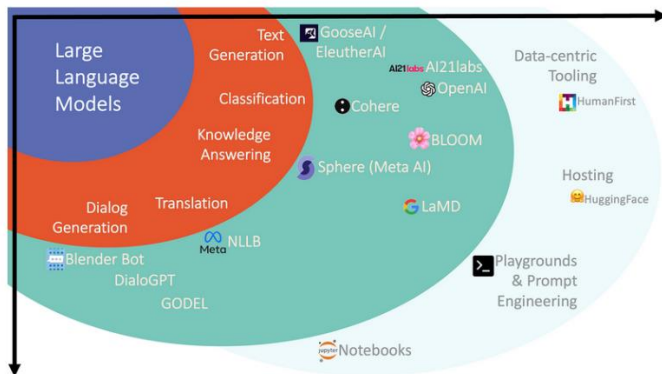 Large
Language
Models
Text
Generation
Classification
Knowledge
Answering
Translation
Dialog
Generation
GooseAI /
EleutherAI
AI21labs AI21labs
OpenAI
Cohere
BLOOM
Sphere (Meta AI)
LaMD
Meta NLLB
Blender Bot
DialoGPT
GODEL
Data-centric
Tooling
HumanFirst
Hosting
HuggingFace
Playgrounds
& Prompt
Engineering
jupyter Notebooks